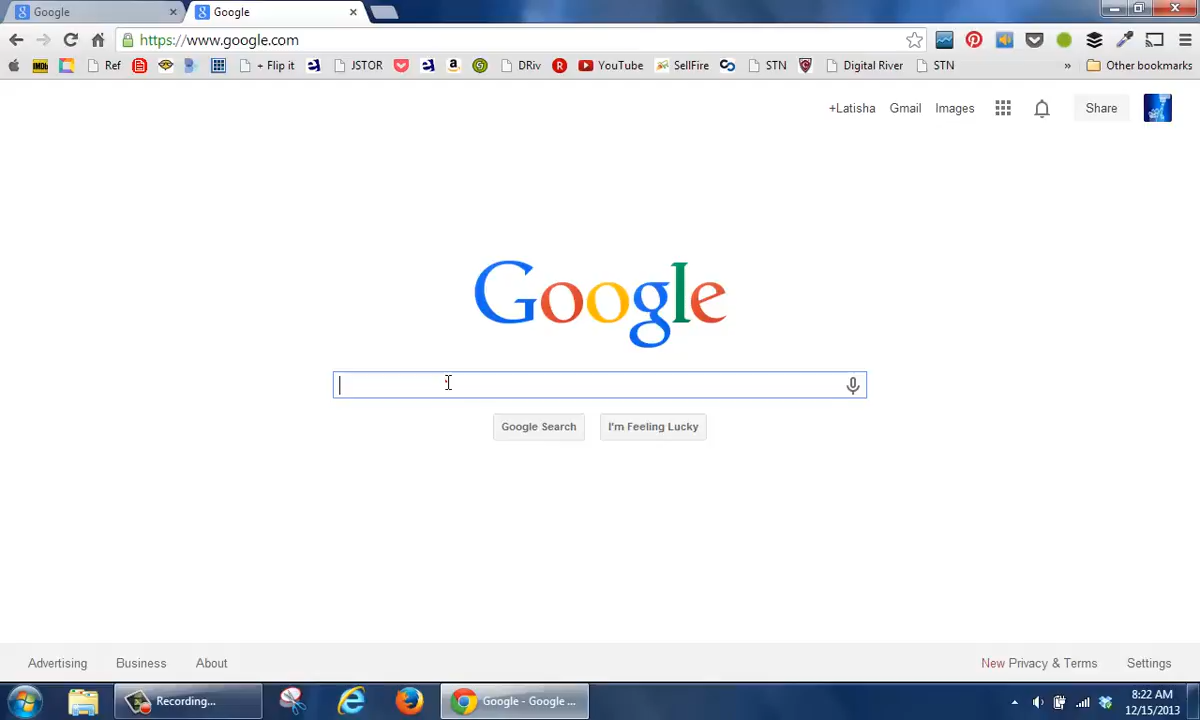 Google
Google
https://www.google.com
IMDb
Ref
+ Flip it
JSTOR
a
DRiv
R
YouTube
SellFire
STN
Digital River
STN
»
Other bookmarks
+Latisha
Gmail
Images
Share
Google
Google Search
I'm Feeling Lucky
Advertising
Business
About
New Privacy & Terms
Settings
Recording...
Google - Google ...
8:22 AM
12/15/2013